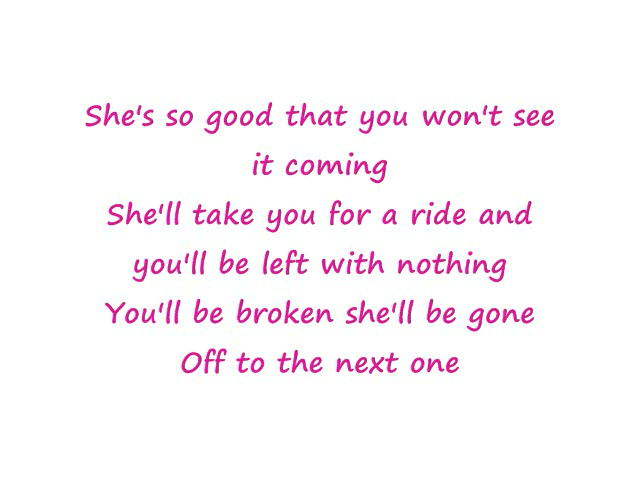 She's so good that you won't see
it coming
She'll take you for a ride and
you'll be left with nothing
You'll be broken she'll be gone
Off to the next one